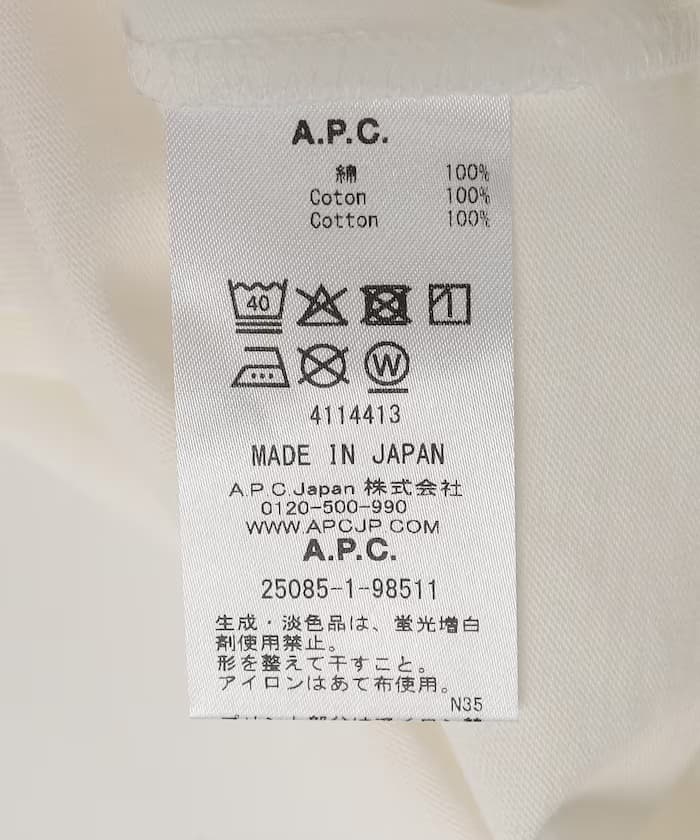 A.P.C.
綿 100%
Coton 100%
Cotton 100%
40
W
4114413
MADE IN JAPAN
A.P.C.Japan 株式会社
0120-500-990
WWW.APCJP.COM
A.P.C.
25085-1-98511
生成・淡色品は、蛍光増白
剤使用禁止。
形を整えて干すこと。
アイロンはあて布使用。
N35